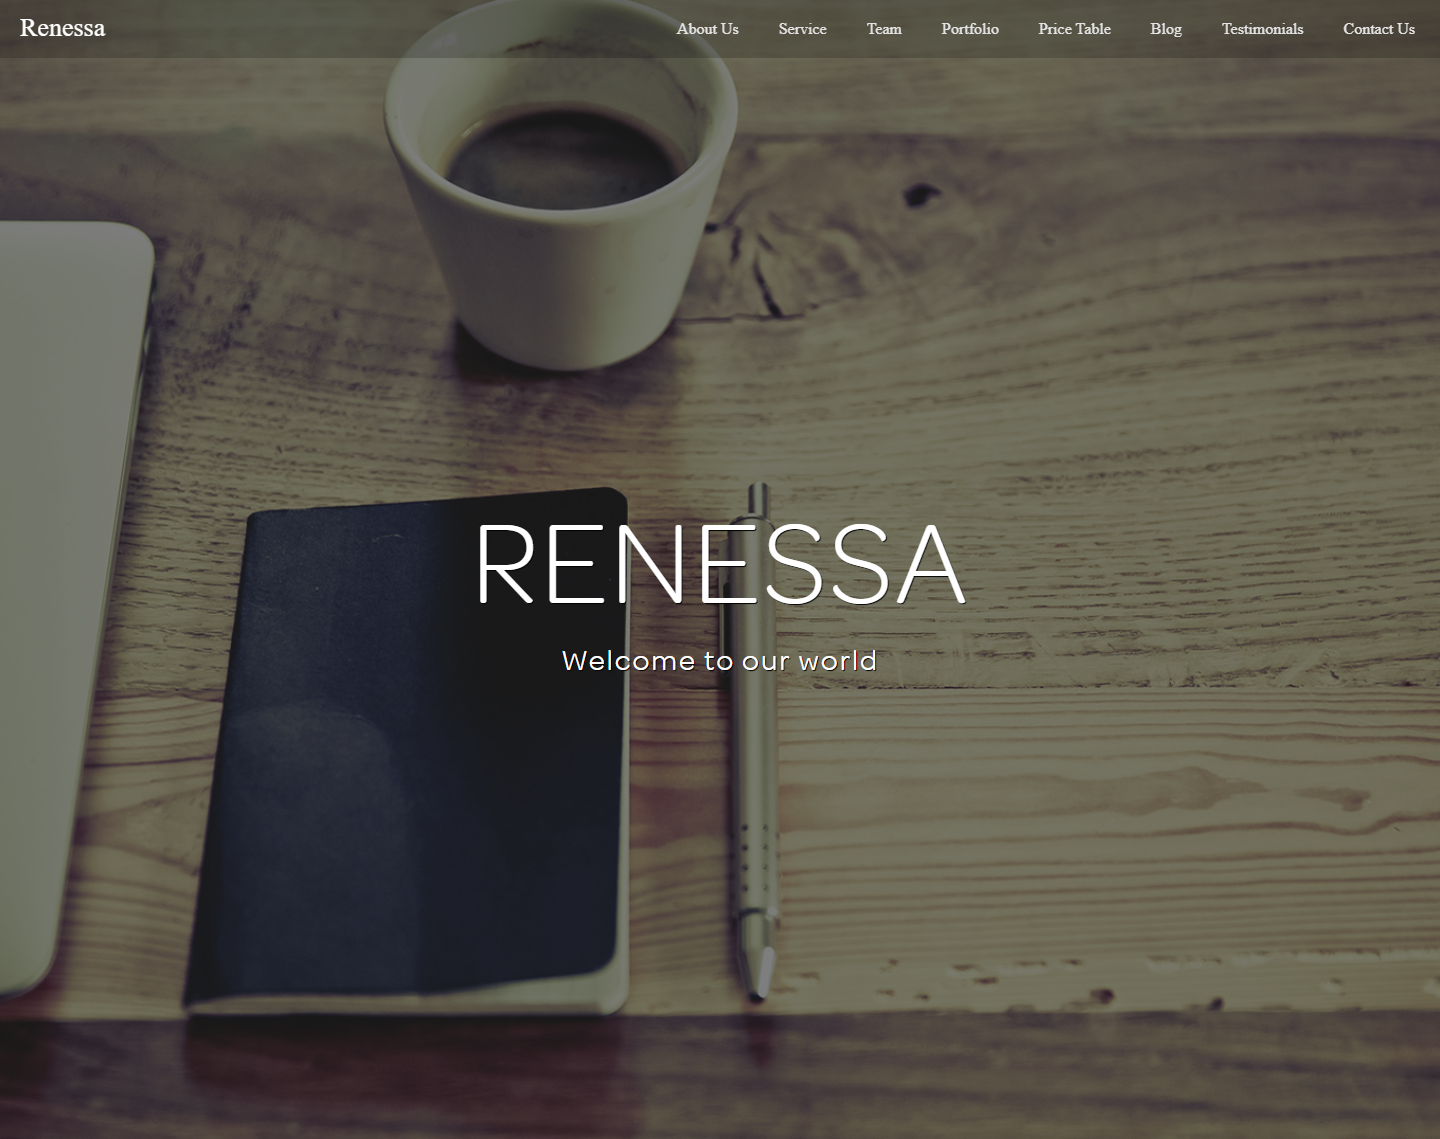 Renessa
About Us Service Team Portfolio Price Table Blog Testimonials Contact Us
RENESSA
Welcome to our world